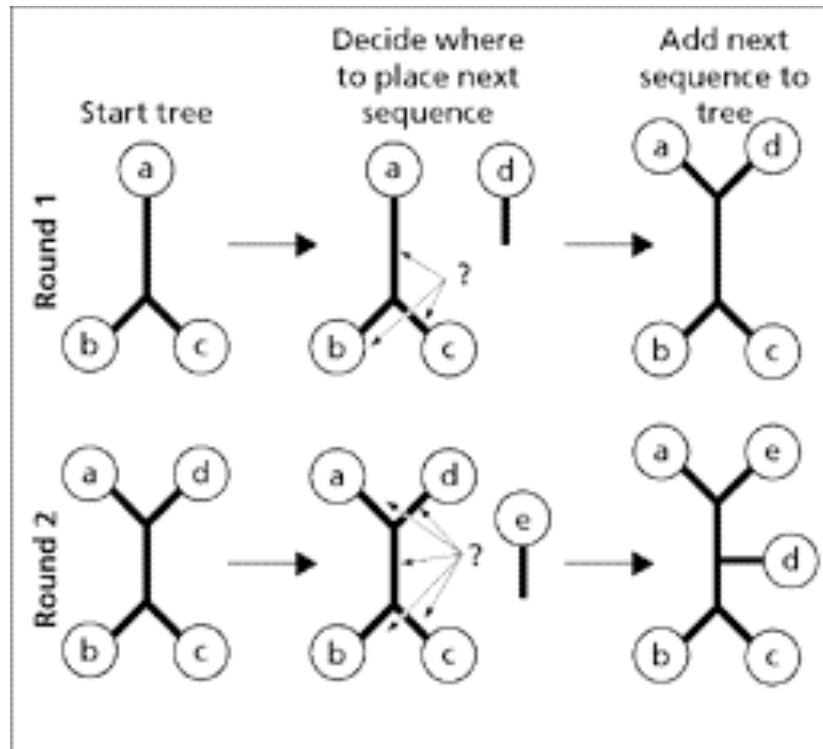 Start tree
Decide where
to place next
sequence
Add next
sequence to
tree
Round 1
a
b
c
a
d
?
b
c
a
d
b
c
Round 2
a
d
b
c
a
d
e
?
b
c
a
e
d
b
c